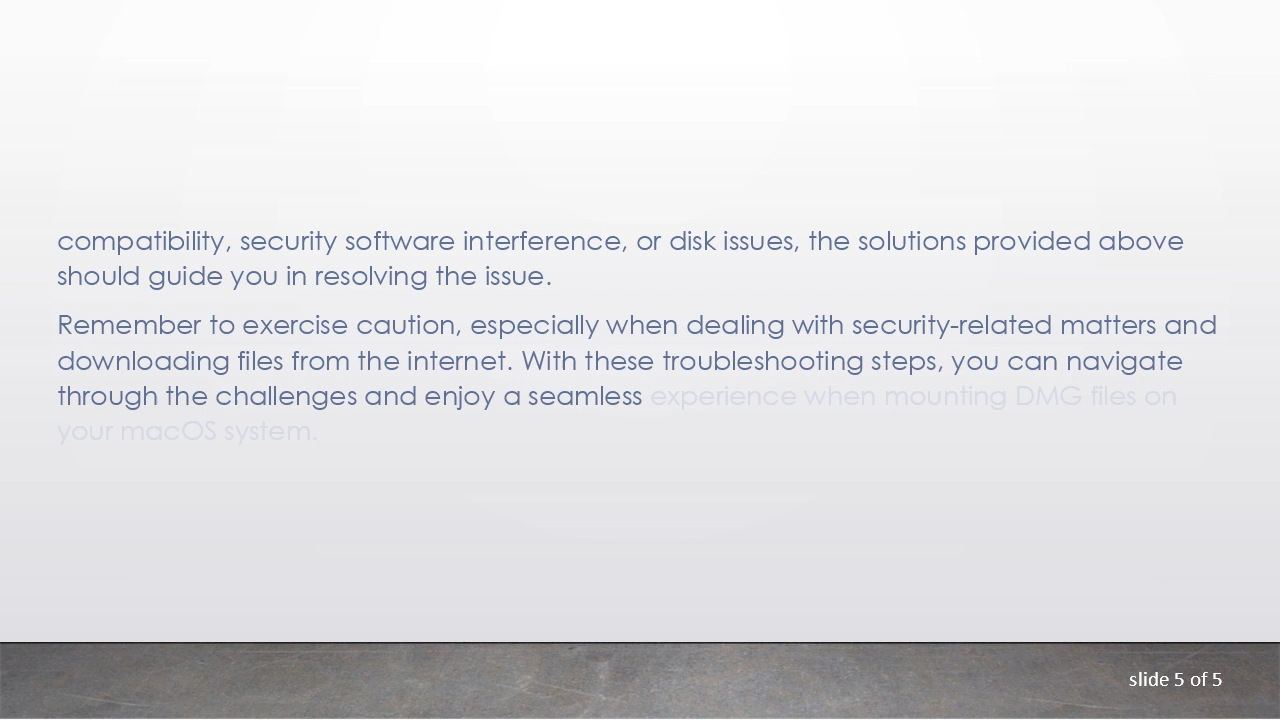 compatibility, security software interference, or disk issues, the solutions provided above
should guide you in resolving the issue.
Remember to exercise caution, especially when dealing with security-related matters and
downloading files from the internet. With these troubleshooting steps, you can navigate
through the challenges and enjoy a seamless experience when mounting DMG files on
your macOS system.
slide 5 of 5